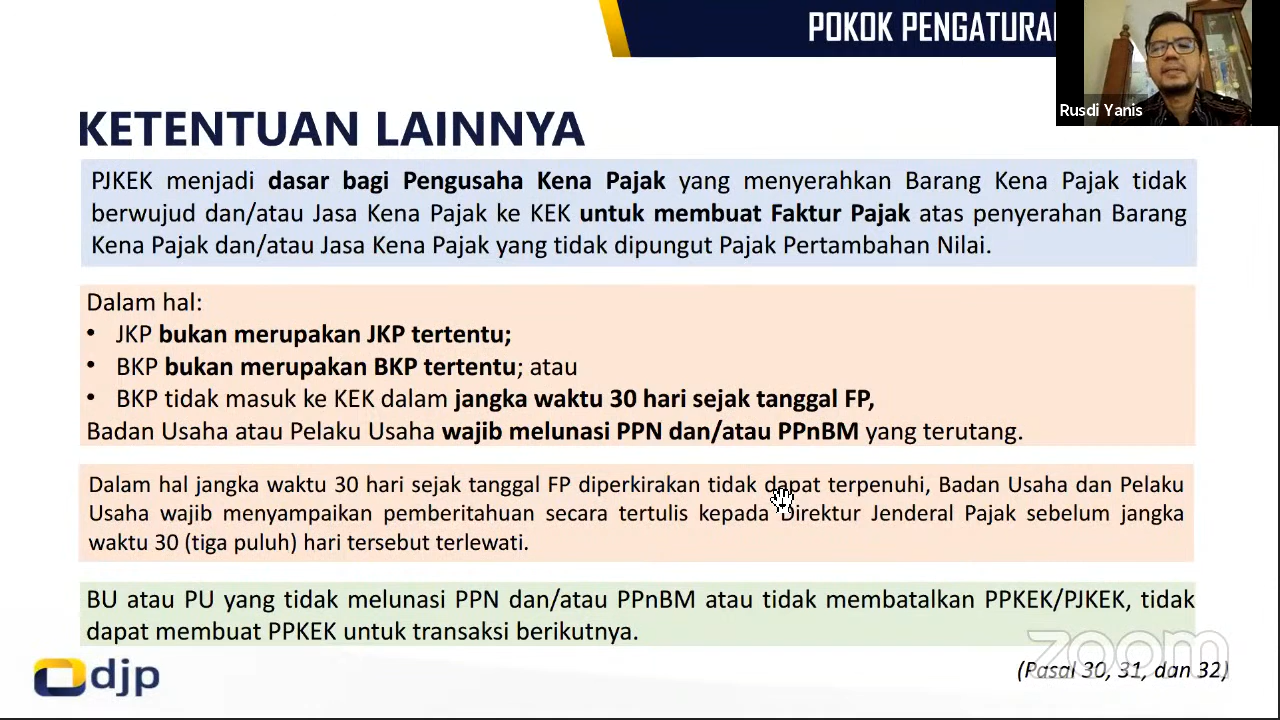 POKOK PENGATURAN
Rusdi Yanis
KETENTUAN LAINNYA
PJKEK menjadi dasar bagi Pengusaha Kena Pajak yang menyerahkan Barang Kena Pajak tidak
berwujud dan/atau Jasa Kena Pajak ke KEK untuk membuat Faktur Pajak atas penyerahan Barang
Kena Pajak dan/atau Jasa Kena Pajak yang tidak dipungut Pajak Pertambahan Nilai.
Dalam hal:
• JKP bukan merupakan JKP tertentu;
• BKP bukan merupakan BKP tertentu; atau
• BKP tidak masuk ke KEK dalam jangka waktu 30 hari sejak tanggal FP,
Badan Usaha atau Pelaku Usaha wajib melunasi PPN dan/atau PPnBM yang terutang.
Dalam hal jangka waktu 30 hari sejak tanggal FP diperkirakan tidak dapat terpenuhi, Badan Usaha dan Pelaku
Usaha wajib menyampaikan pemberitahuan secara tertulis kepada Direktur Jenderal Pajak sebelum jangka
waktu 30 (tiga puluh) hari tersebut terlewati.
BU atau PU yang tidak melunasi PPN dan/atau PPnBM atau tidak membatalkan PPKEK/PJKEK, tidak
dapat membuat PPKEK untuk transaksi berikutnya.
zoom
djp
(Pasal 30, 31, dan 32)